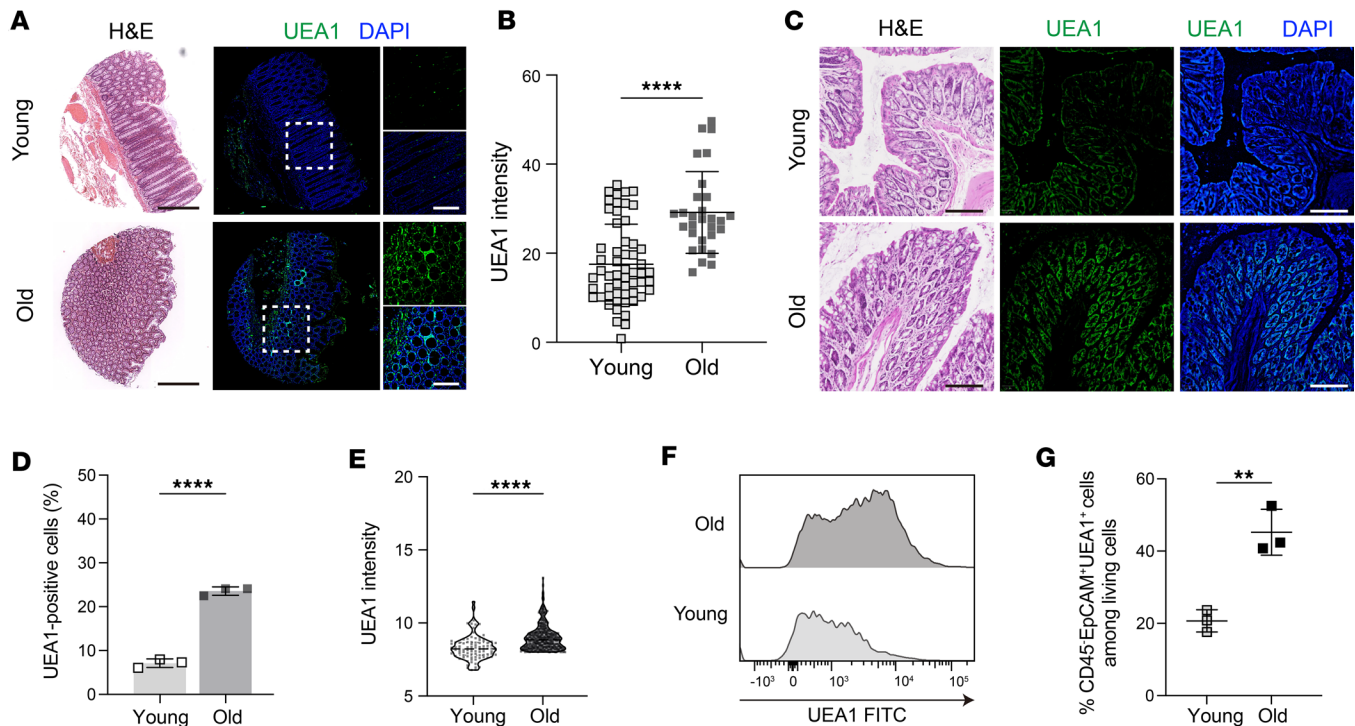 A
H&E
UEA1 DAPI
Young
Old
B
UEA1 intensity
60
40
20
0
****
Young Old
C
H&E
UEA1
UEA1 DAPI
Young
Old
D
UEA1-positive cells (%)
50
40
30
20
10
0
****
Young Old
E
UEA1 intensity
20
15
10
5
****
Young Old
F
Old
Young
-10³ 0 10³ 10⁴ 10⁵
UEA1 FITC
G
% CD45⁻EpCAM⁺UEA1⁺ cells
among living cells
60
40
20
0
**
Young Old